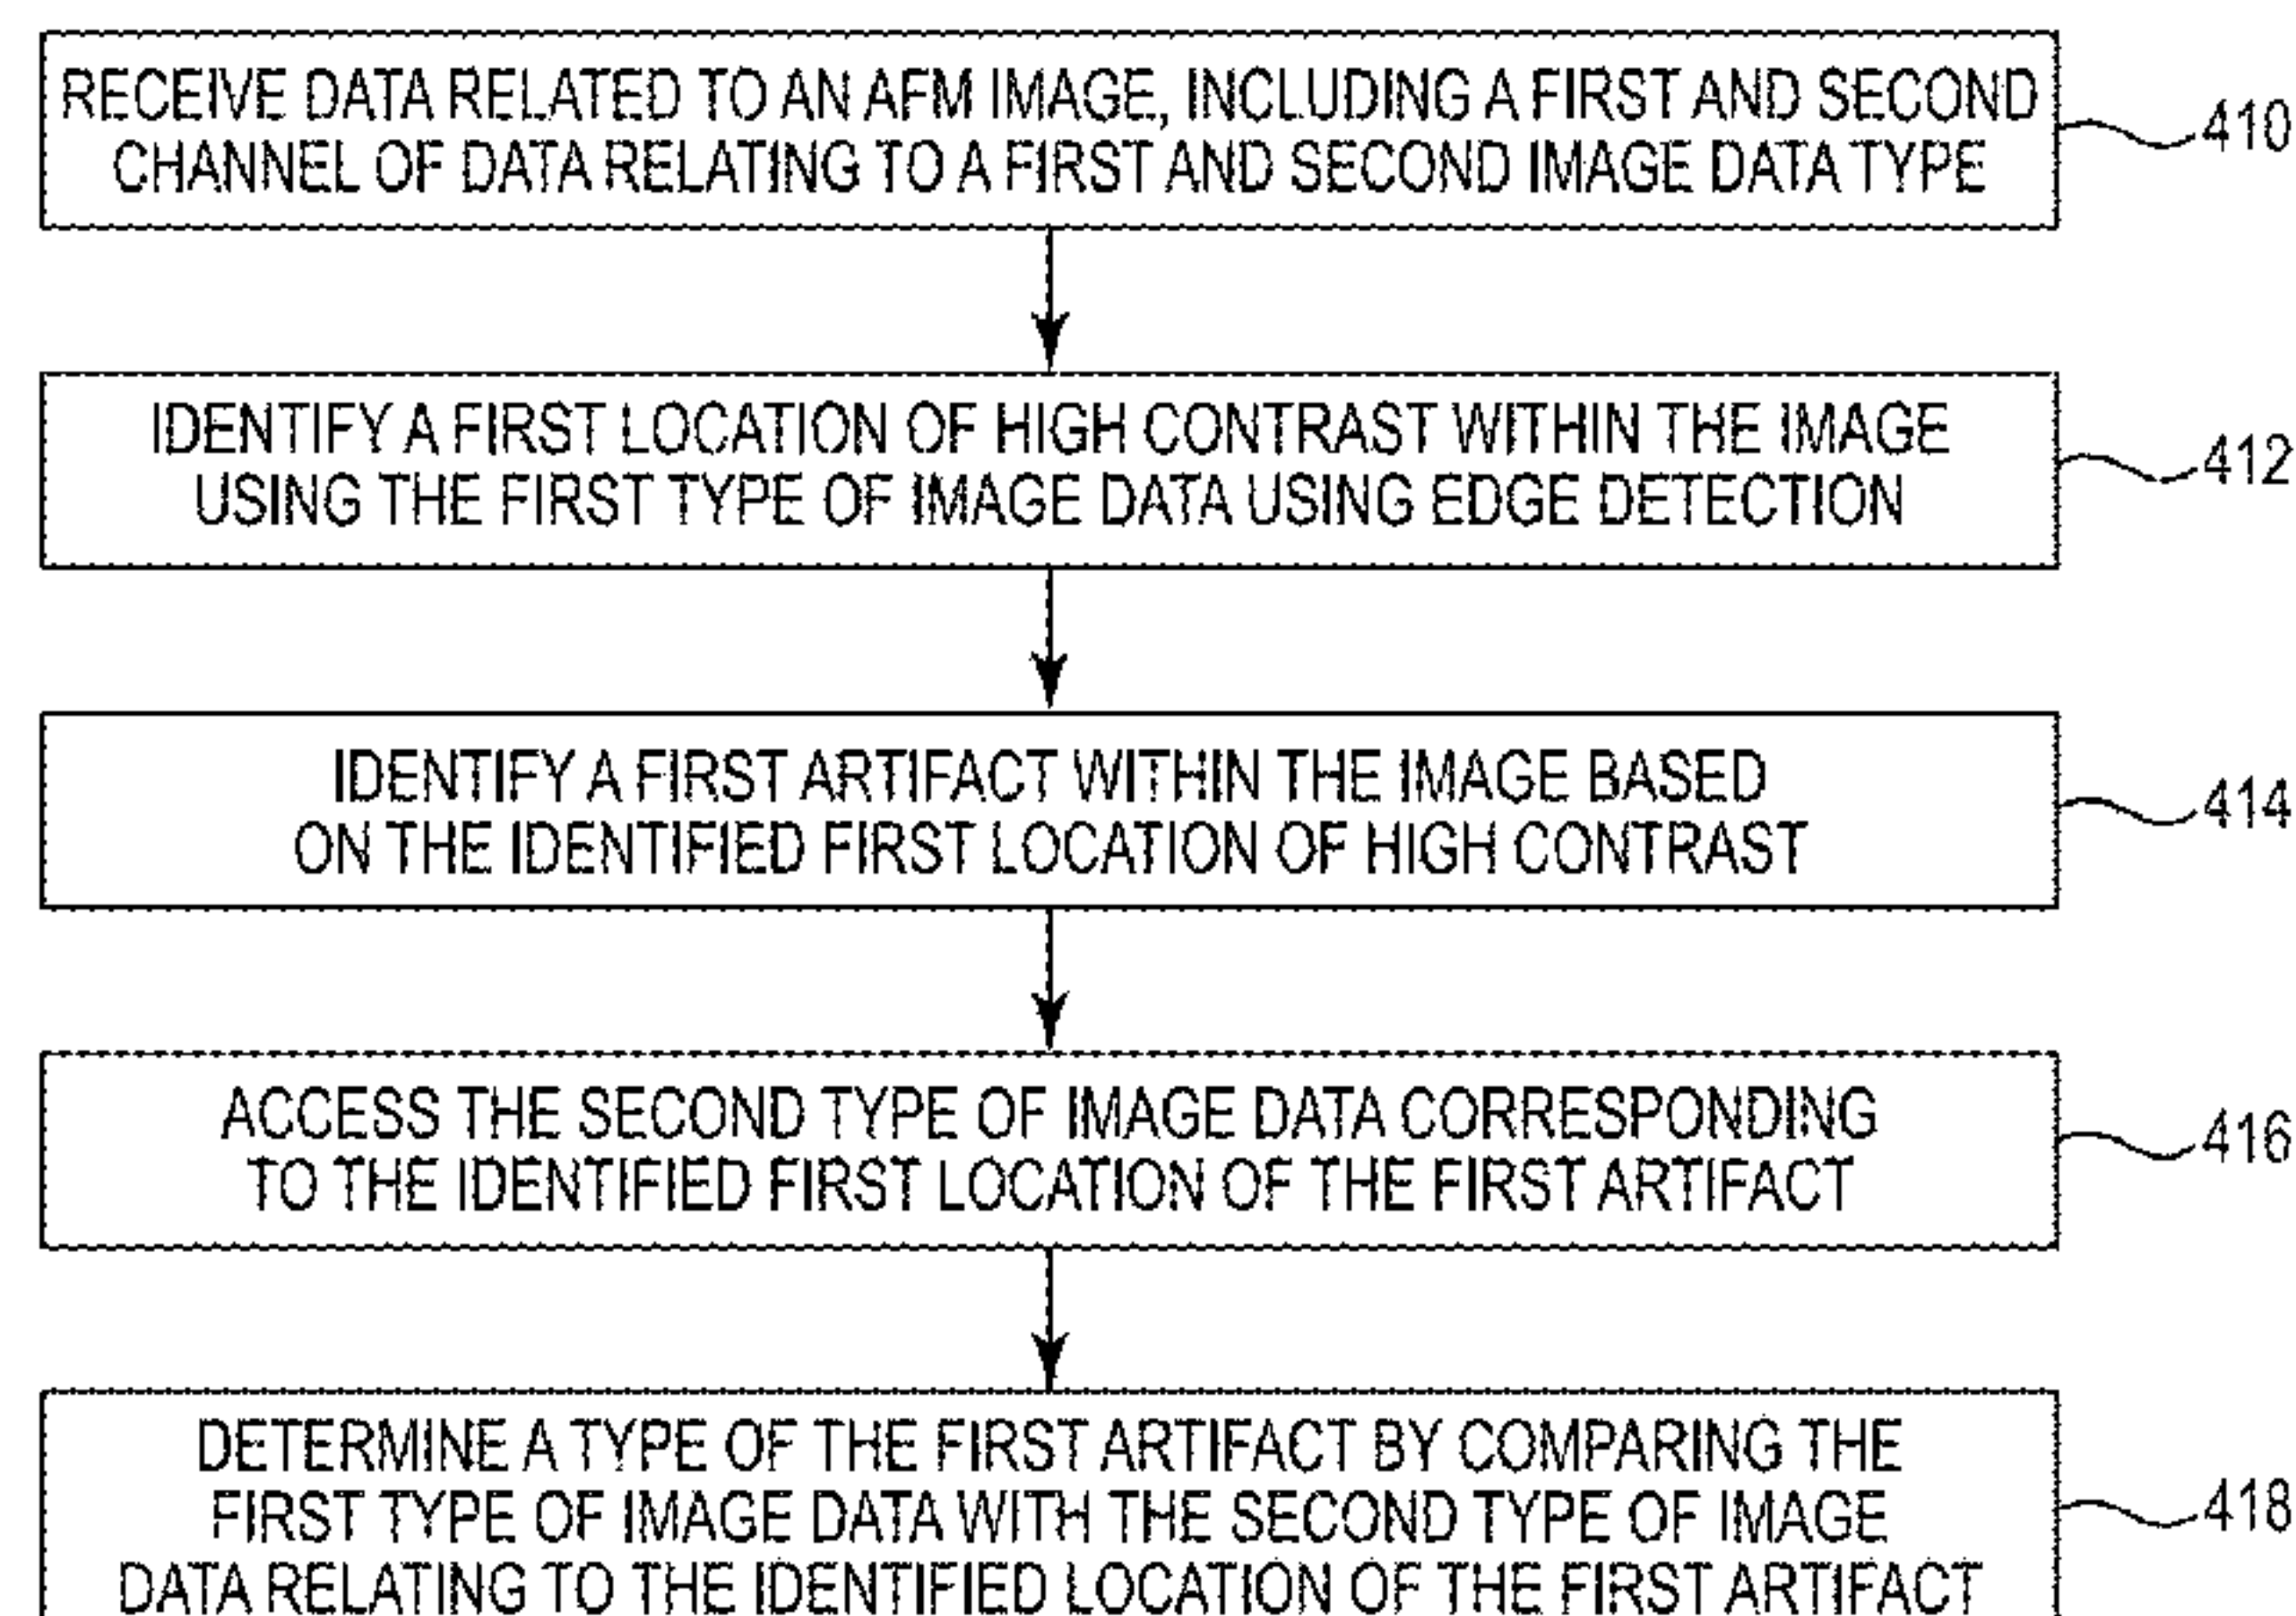 RECEIVE DATA RELATED TO AN AFM IMAGE, INCLUDING A FIRST AND SECOND
CHANNEL OF DATA RELATING TO A FIRST AND SECOND IMAGE DATA TYPE
410
IDENTIFY A FIRST LOCATION OF HIGH CONTRAST WITHIN THE IMAGE
USING THE FIRST TYPE OF IMAGE DATA USING EDGE DETECTION
412
IDENTIFY A FIRST ARTIFACT WITHIN THE IMAGE BASED
ON THE IDENTIFIED FIRST LOCATION OF HIGH CONTRAST
414
ACCESS THE SECOND TYPE OF IMAGE DATA CORRESPONDING
TO THE IDENTIFIED FIRST LOCATION OF THE FIRST ARTIFACT
416
DETERMINE A TYPE OF THE FIRST ARTIFACT BY COMPARING THE
FIRST TYPE OF IMAGE DATA WITH THE SECOND TYPE OF IMAGE
DATA RELATING TO THE IDENTIFIED LOCATION OF THE FIRST ARTIFACT
418